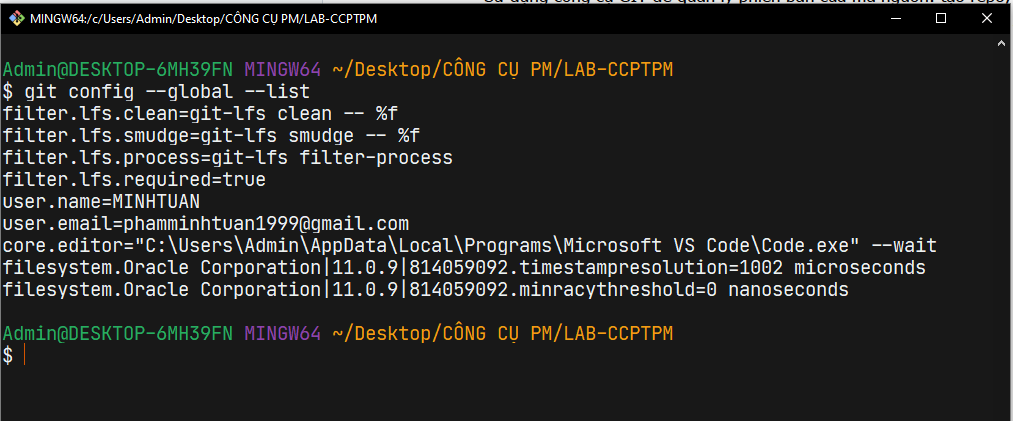 MINGW64:/c/Users/Admin/Desktop/CÔNG CỤ PM/LAB-CCPTPM
Admin@DESKTOP-6MH39FN MINGW64 ~/Desktop/CÔNG CỤ PM/LAB-CCPTPM
$ git config --global --list
filter.lfs.clean=git-lfs clean -- %f
filter.lfs.smudge=git-lfs smudge -- %f
filter.lfs.process=git-lfs filter-process
filter.lfs.required=true
user.name=MINHTUAN
user.email=phamminhtuan1999@gmail.com
core.editor="C:\Users\Admin\AppData\Local\Programs\Microsoft VS Code\Code.exe" --wait
filesystem.Oracle Corporation|11.0.9|814059092.timestampresolution=1002 microseconds
filesystem.Oracle Corporation|11.0.9|814059092.minracythreshold=0 nanoseconds
Admin@DESKTOP-6MH39FN MINGW64 ~/Desktop/CÔNG CỤ PM/LAB-CCPTPM
$